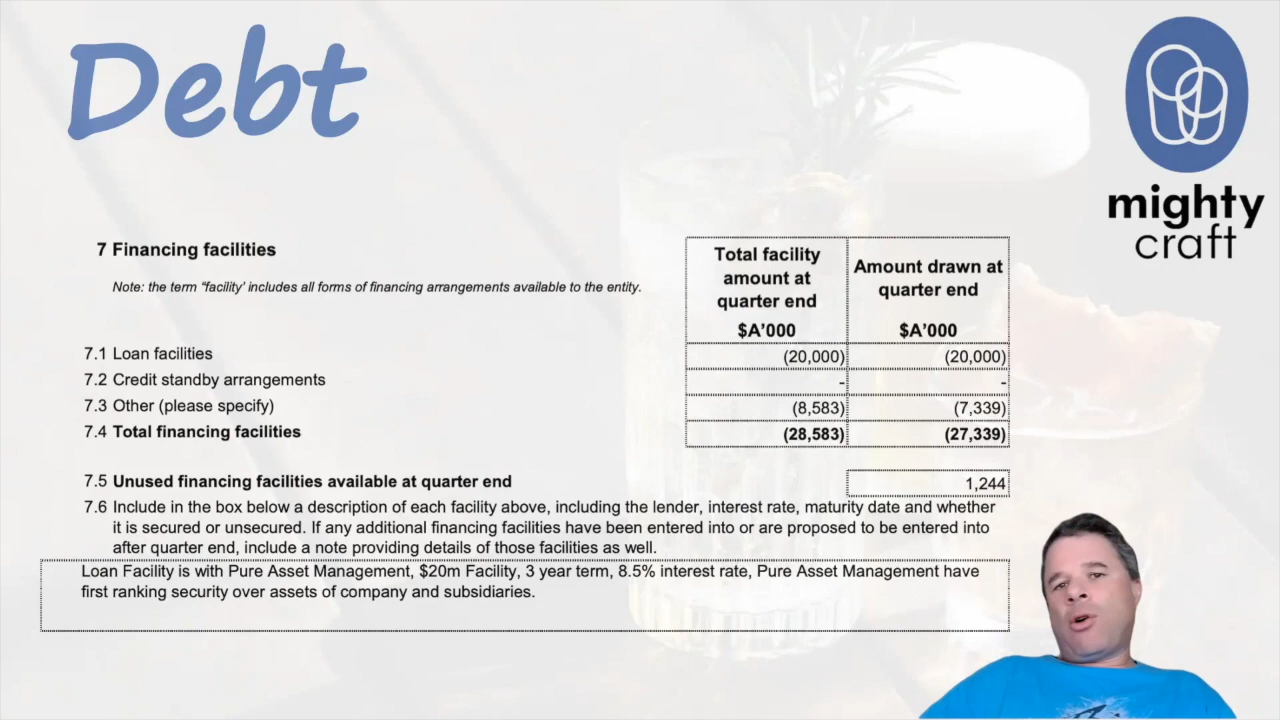 Debt
mighty
craft
7 Financing facilities
Note: the term “facility’ includes all forms of financing arrangements available to the entity.
Total facility
amount at
quarter end
$A’000
Amount drawn at
quarter end
$A’000
7.1 Loan facilities (20,000) (20,000)
7.2 Credit standby arrangements - -
7.3 Other (please specify) (8,583) (7,339)
7.4 Total financing facilities (28,583) (27,339)
7.5 Unused financing facilities available at quarter end 1,244
7.6 Include in the box below a description of each facility above, including the lender, interest rate, maturity date and whether
it is secured or unsecured. If any additional financing facilities have been entered into or are proposed to be entered into
after quarter end, include a note providing details of those facilities as well.
Loan Facility is with Pure Asset Management, $20m Facility, 3 year term, 8.5% interest rate, Pure Asset Management have
first ranking security over assets of company and subsidiaries.